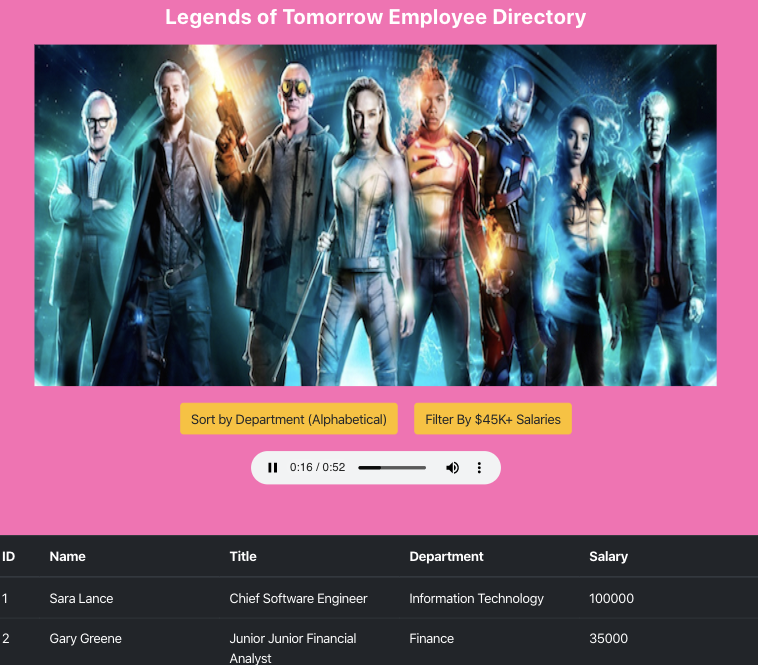 Legends of Tomorrow Employee Directory
Sort by Department (Alphabetical) Filter By $45K+ Salaries
0:16 / 0:52
ID Name Title Department Salary
1 Sara Lance Chief Software Engineer Information Technology 100000
2 Gary Greene Junior Junior Financial Finance 35000
Analyst